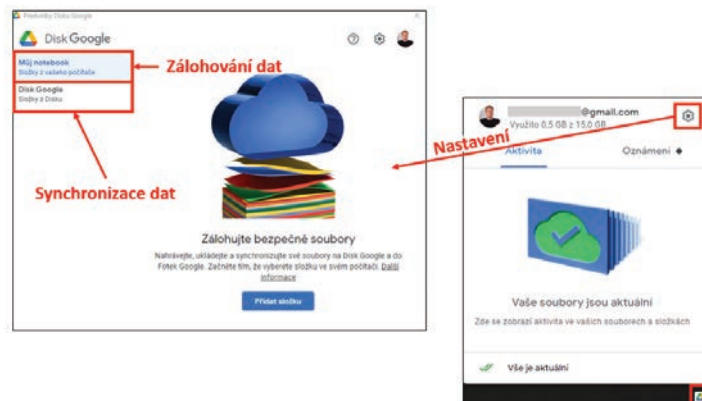 Předvolby Disku Google
Disk Google
Můj notebook
Složky z vašeho počítače
Disk Google
Složky z Disku
Zálohování dat
Synchronizace dat
Zálohujte bezpečně soubory
Nahrávejte, ukládejte a synchronizujte své soubory na Disk Google a do
Fotek Google. Začněte tím, že vyberete složku ve svém počítači. Další
informace
Přidat složku
Nastavení
@gmail.com
Využito 0,5 GB z 15,0 GB
Aktivita Oznámení
Vaše soubory jsou aktuální
Zde se zobrazí aktivita ve vašich souborech a složkách
Vše je aktuální